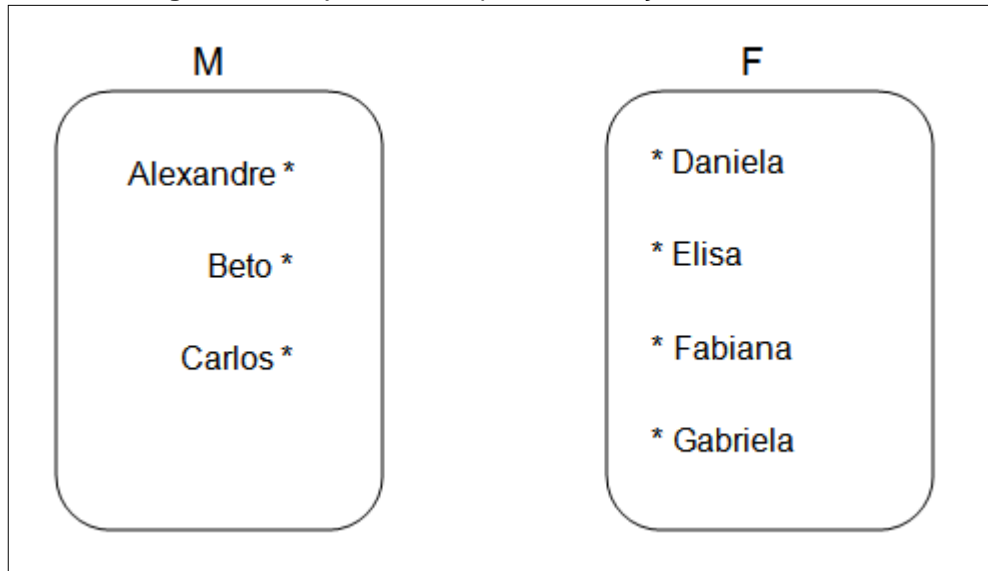 M
F
Alexandre *
Beto *
Carlos *
* Daniela
* Elisa
* Fabiana
* Gabriela